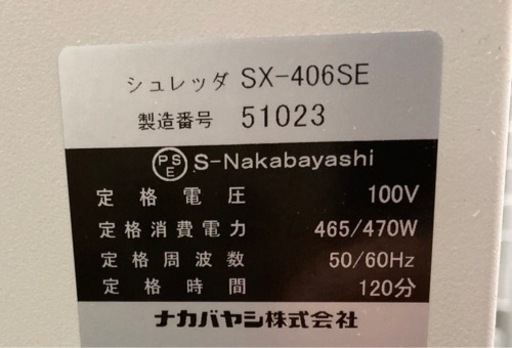 シュレッダ SX-406SE
製造番号 51023
PSE S-Nakabayashi
定格電圧 100V
定格消費電力 465/470W
定格周波数 50/60Hz
定格時間 120分
ナカバヤシ株式会社